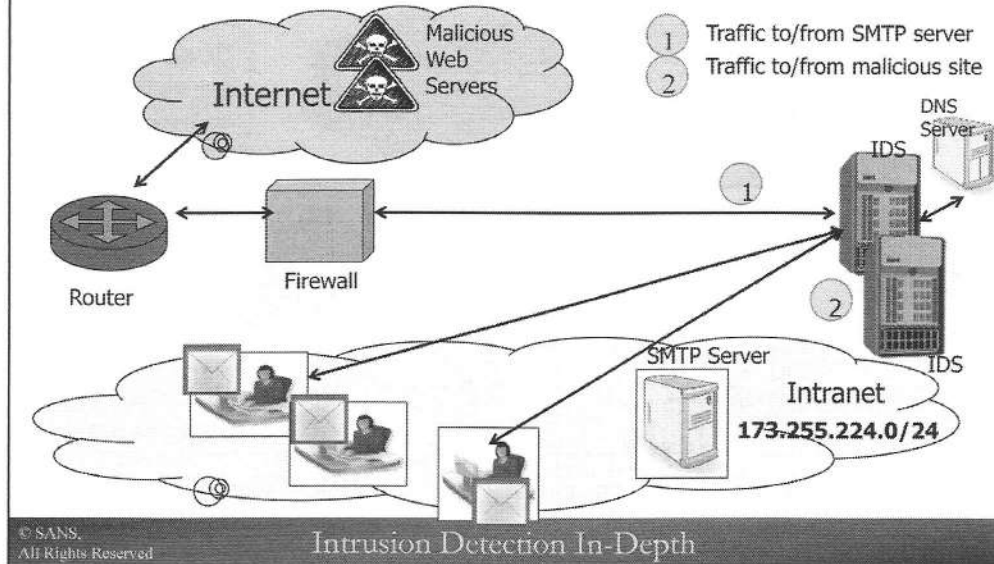 Malicious
Web
Servers
Internet
1 Traffic to/from SMTP server
2 Traffic to/from malicious site
DNS
Server
IDS
1
Firewall
Router
2
IDS
SMTP Server
Intranet
173.255.224.0/24
© SANS,
All Rights Reserved
Intrusion Detection In-Depth